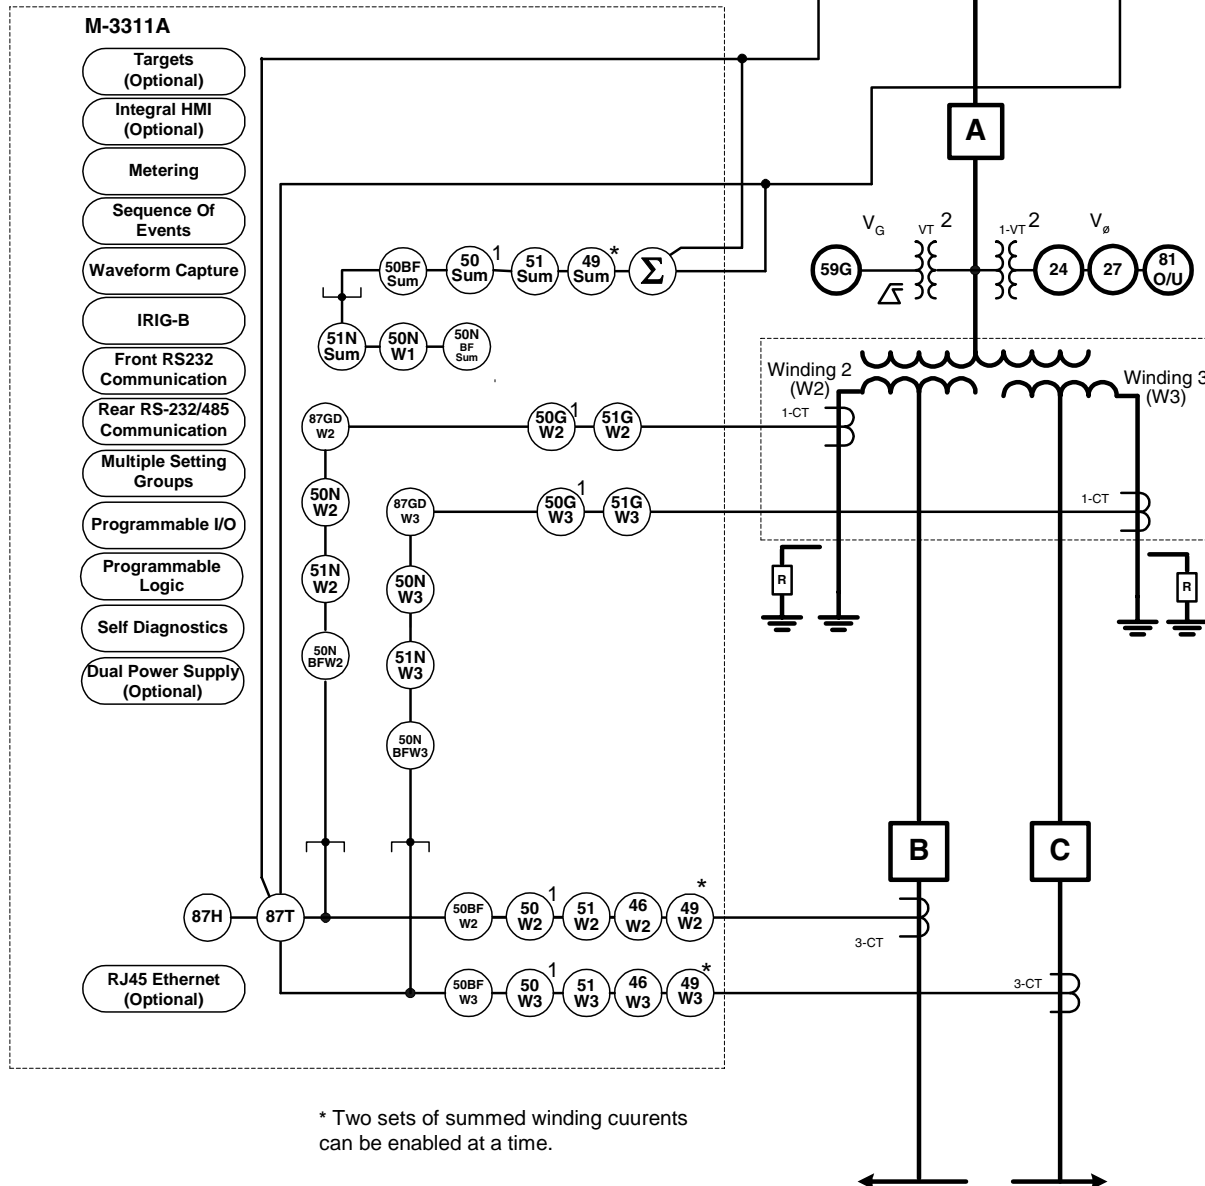 M-3311A
Targets
(Optional)
Integral HMI
(Optional)
Metering
Sequence Of
Events
Waveform Capture
IRIG-B
Front RS232
Communication
Rear RS-232/485
Communication
Multiple Setting
Groups
Programmable I/O
Programmable
Logic
Self Diagnostics
Dual Power Supply
(Optional)
RJ45 Ethernet
(Optional)
A
VG
VT 2
1-VT 2
Vø
59G
24
27
81
O/U
50BF
Sum
50
Sum
1
51
Sum
49
Sum
*
Σ
51N
Sum
50N
W1
50N
BF
Sum
Winding 2
(W2)
Winding 3
(W3)
1-CT
87GD
W2
50G
W2
1
51G
W2
50N
W2
51N
W2
50N
BFW2
1-CT
87GD
W3
50G
W3
1
51G
W3
50N
W3
51N
W3
50N
BFW3
R
R
B
C
87H
87T
50BF
W2
50
W2
1
51
W2
46
W2
49
W2
*
3-CT
50BF
W3
50
W3
1
51
W3
46
W3
49
W3
*
3-CT
* Two sets of summed winding cuurents
can be enabled at a time.